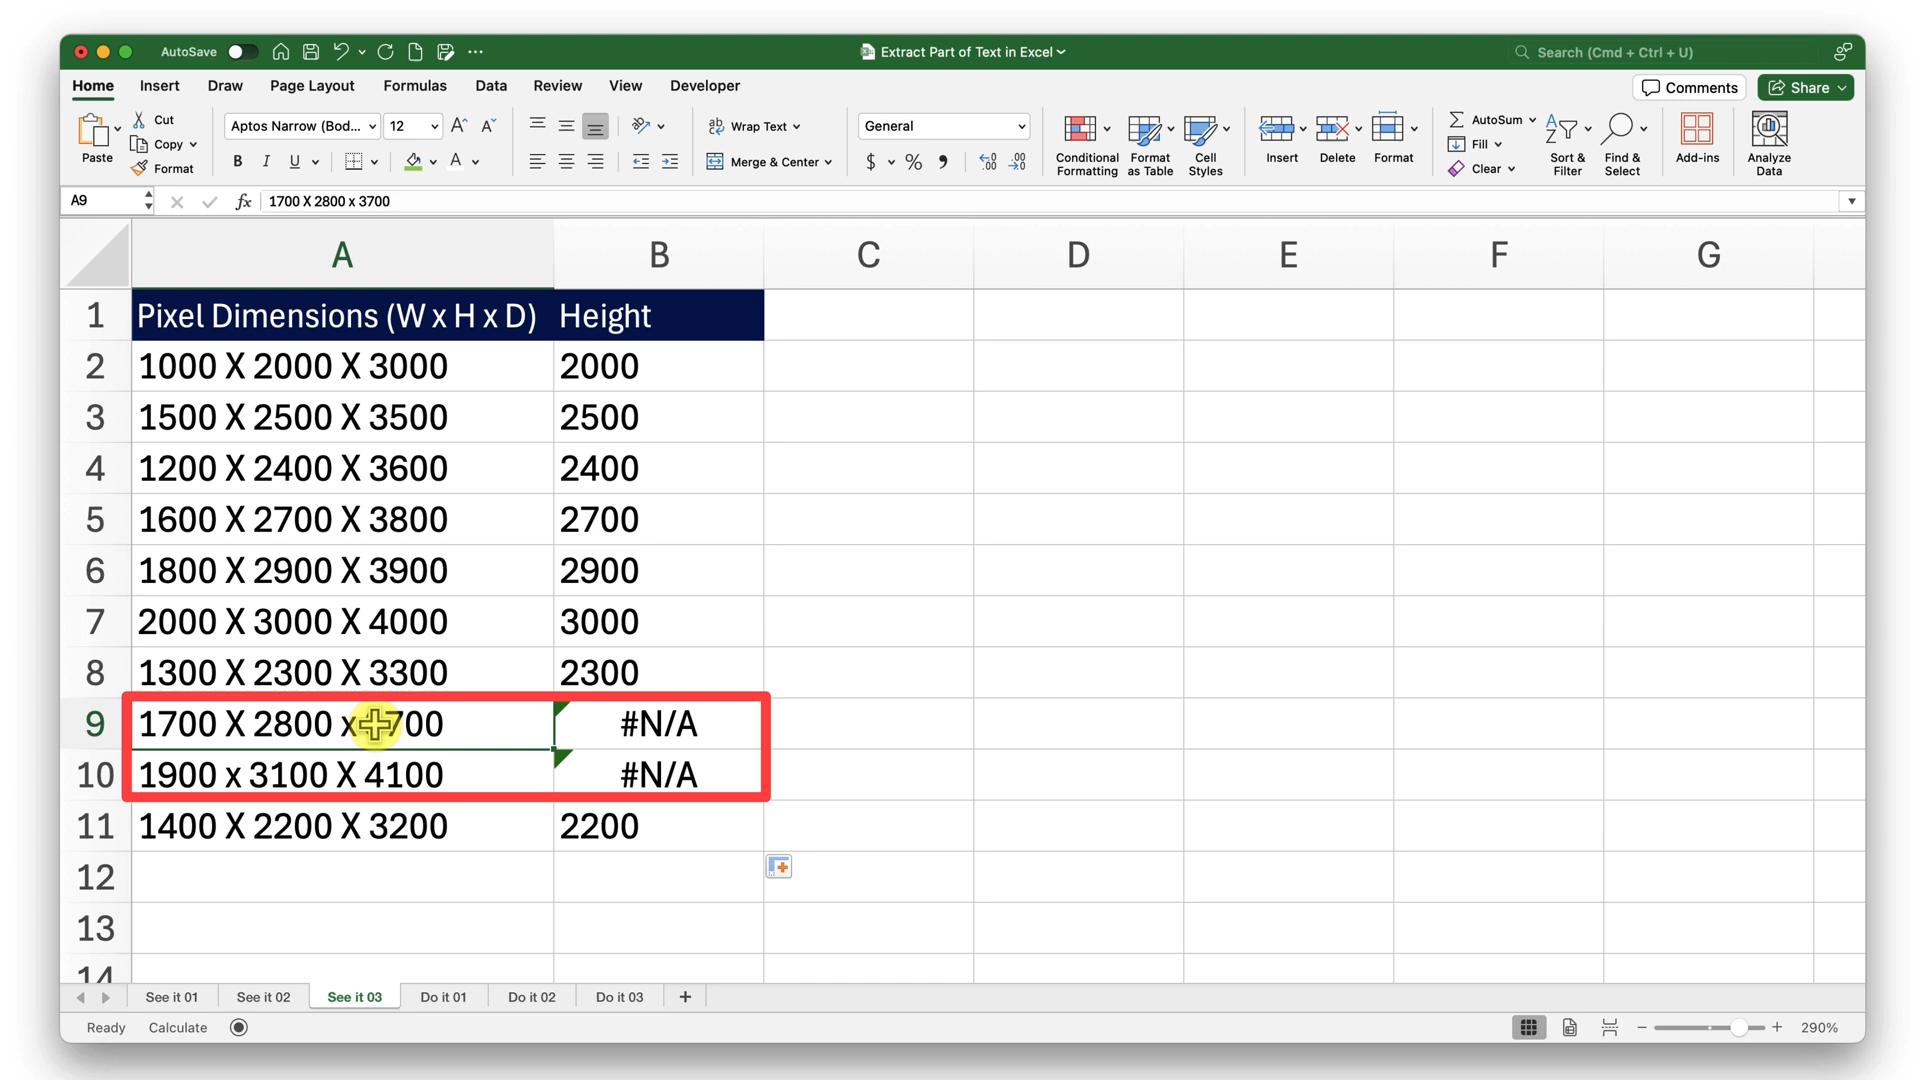 AutoSave
Extract Part of Text in Excel
Search (Cmd + Ctrl + U)
Home Insert Draw Page Layout Formulas Data Review View Developer
Comments Share
Paste
Cut
Copy
Format
Aptos Narrow (Bod... 12
B I U
A
Wrap Text
Merge & Center
General
$ %
Conditional Formatting
Format as Table
Cell Styles
Insert Delete Format
AutoSum
Fill
Clear
Sort & Filter
Find & Select
Add-ins
Analyze Data
A9 fx 1700 X 2800 x 3700
A B C D E F G
1 Pixel Dimensions (W x H x D) Height
2 1000 X 2000 X 3000 2000
3 1500 X 2500 X 3500 2500
4 1200 X 2400 X 3600 2400
5 1600 X 2700 X 3800 2700
6 1800 X 2900 X 3900 2900
7 2000 X 3000 X 4000 3000
8 1300 X 2300 X 3300 2300
9 1700 X 2800 x 3700 #N/A
10 1900 x 3100 X 4100 #N/A
11 1400 X 2200 X 3200 2200
12
13
14
See it 01 See it 02 See it 03 Do it 01 Do it 02 Do it 03 +
Ready Calculate 290%